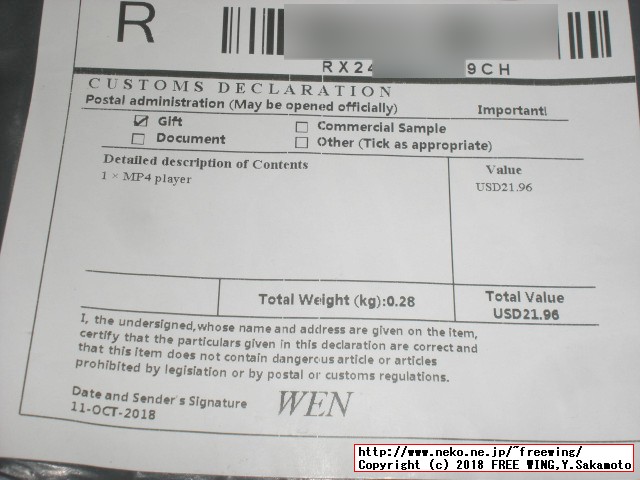 R
RX24 9CH
CUSTOMS DECLARATION
Postal administration (May be opened officially) Important!
Gift Commercial Sample
Document Other (Tick as appropriate)
Detailed description of Contents Value
1 × MP4 player USD21.96
Total Weight (kg):0.28 Total Value
USD21.96
I, the undersigned,whose name and address are given on the item,
certify that the particulars given in this declaration are correct and
that this item does not contain dangerous article or articles
prohibited by legislation or by postal or customs regulations.
Date and Sender's Signature WEN
11-OCT-2018
http://www.neko.ne.jp/~freewing/
Copyright (c) 2018 FREE WING,Y.Sakamoto